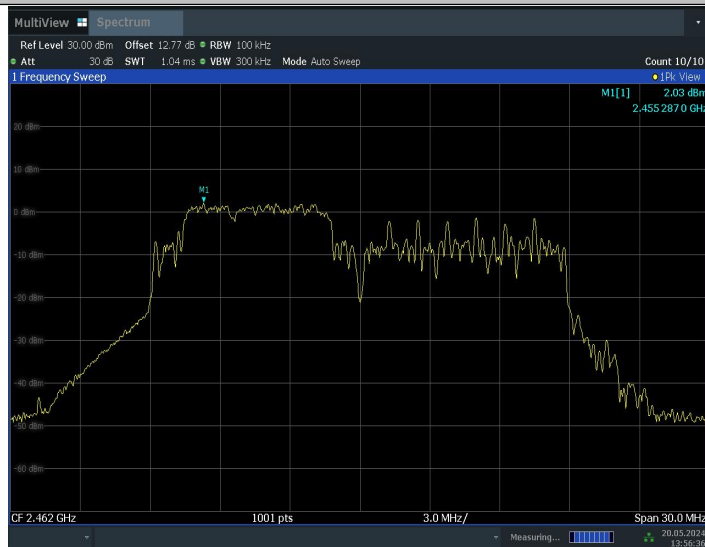 MultiView Spectrum
Ref Level 30.00 dBm Offset 12.77 dB RBW 100 kHz
Att 30 dB SWT 1.04 ms VBW 300 kHz Mode Auto Sweep Count 10/10
1 Frequency Sweep 1Pk View
M1[1] 2.03 dBm
2.455 287 0 GHz
20 dBm
10 dBm
M1
0 dBm
-10 dBm
-20 dBm
-30 dBm
-40 dBm
-50 dBm
-60 dBm
CF 2.462 GHz 1001 pts 3.0 MHz/ Span 30.0 MHz
Measuring... 20.05.2024
13:56:36